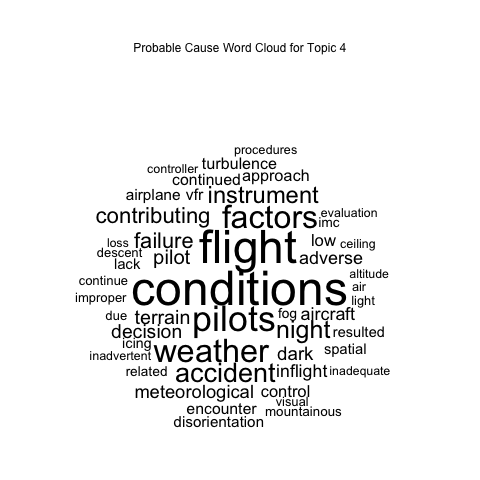 Probable Cause Word Cloud for Topic 4
procedures
controller turbulence
continued approach
airplane vfr instrument
contributing factors evaluation
imc
loss failure flight low ceiling
descent pilot adverse
lack
continue conditions altitude
air
improper light
due terrain pilots fog aircraft
decision night resulted
icing
inadvertent weather dark spatial
related accident inflight inadequate
meteorological control
visual
encounter mountainous
disorientation